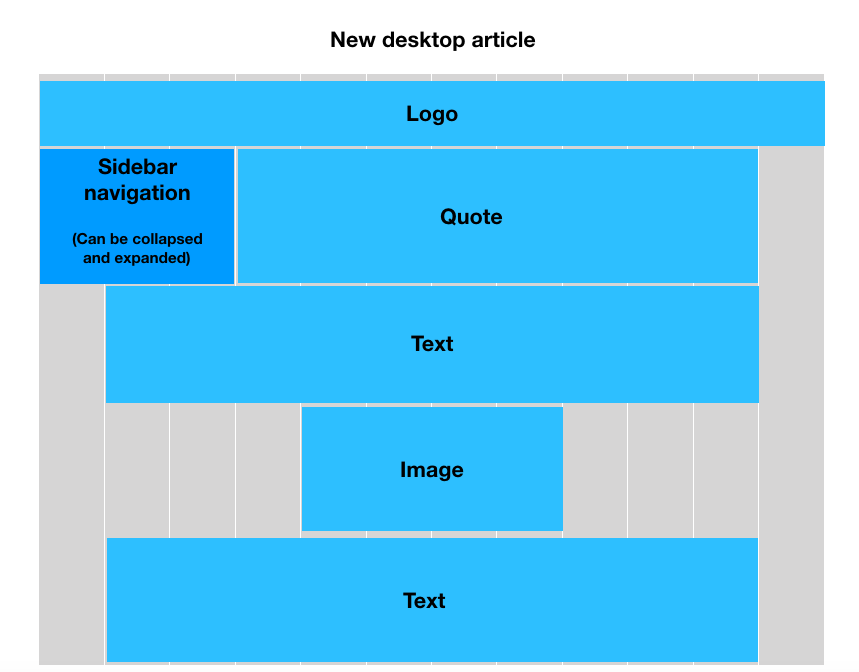 New desktop article
Logo
Sidebar
navigation
(Can be collapsed
and expanded)
Quote
Text
Image
Text